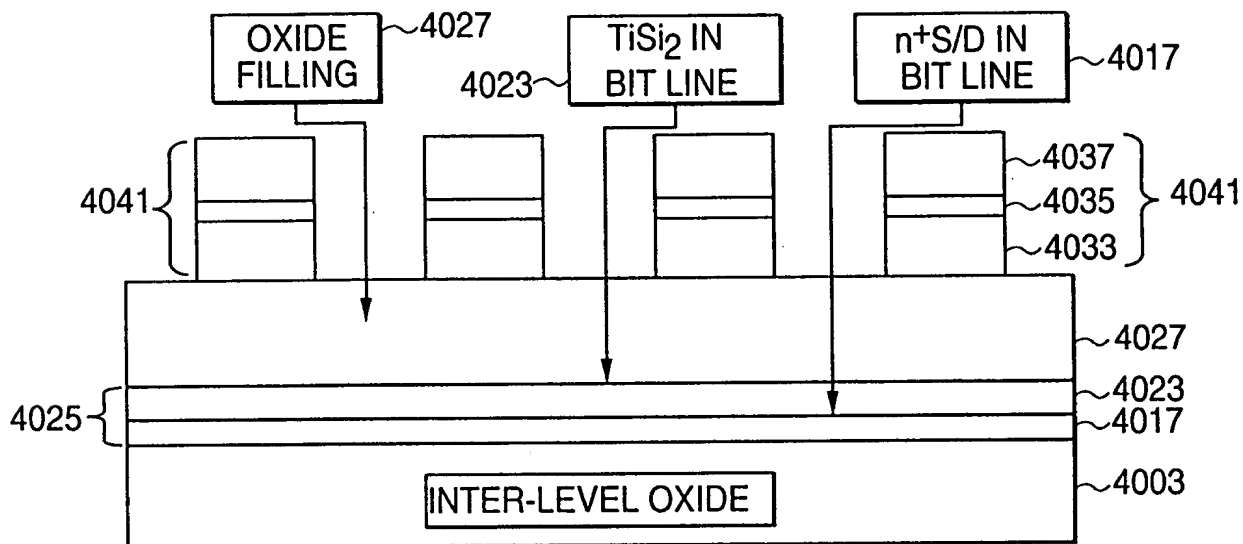 OXIDE
FILLING
4027
TiSi2 IN
BIT LINE
4023
n+S/D IN
BIT LINE
4017
4041
4037
4035
4033
4041
4027
4023
4025
4017
4003
INTER-LEVEL OXIDE